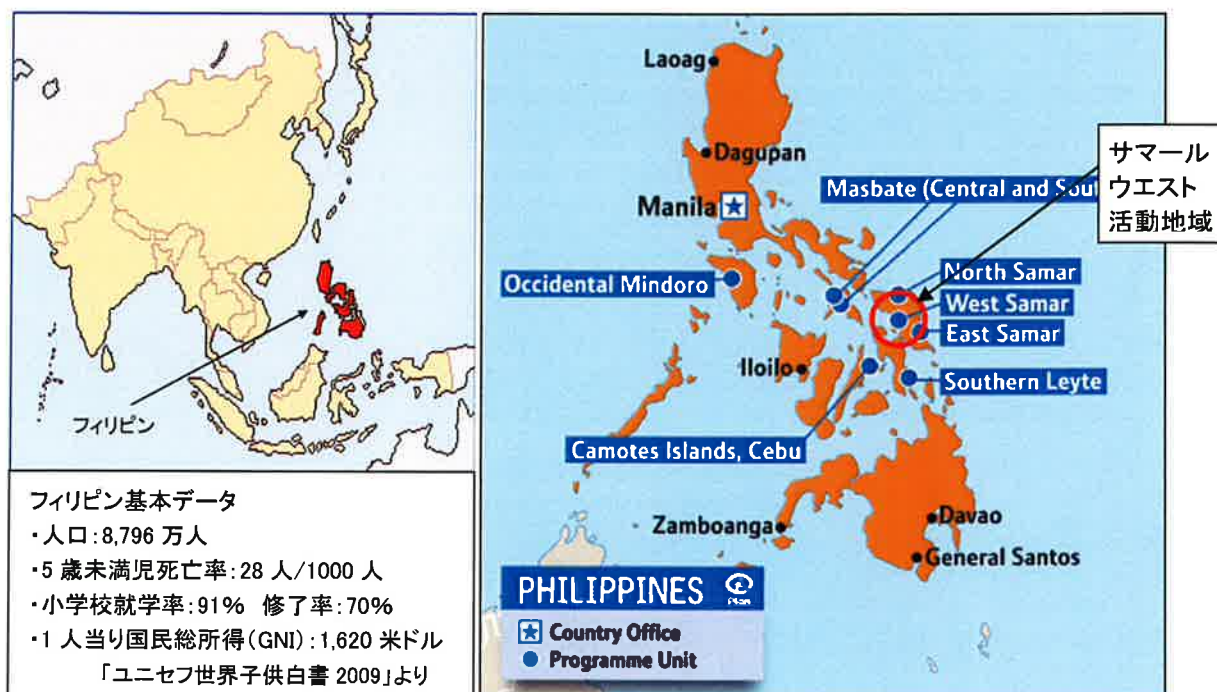 フィリピン
フィリピン基本データ
・人口：8,796 万人
・5 歳未満児死亡率：28 人/1000 人
・小学校就学率：91% 修了率：70%
・1 人当り国民総所得（GNI）：1,620 米ドル
「ユニセフ世界子供白書 2009」より
Laoag
Dagupan
Manila
Masbate (Central and Sout
サマール
ウエスト
活動地域
Occidental Mindoro
North Samar
West Samar
East Samar
Iloilo
Southern Leyte
Camotes Islands, Cebu
Zamboanga
Davao
General Santos
PHILIPPINES
Plan
Country Office
Programme Unit